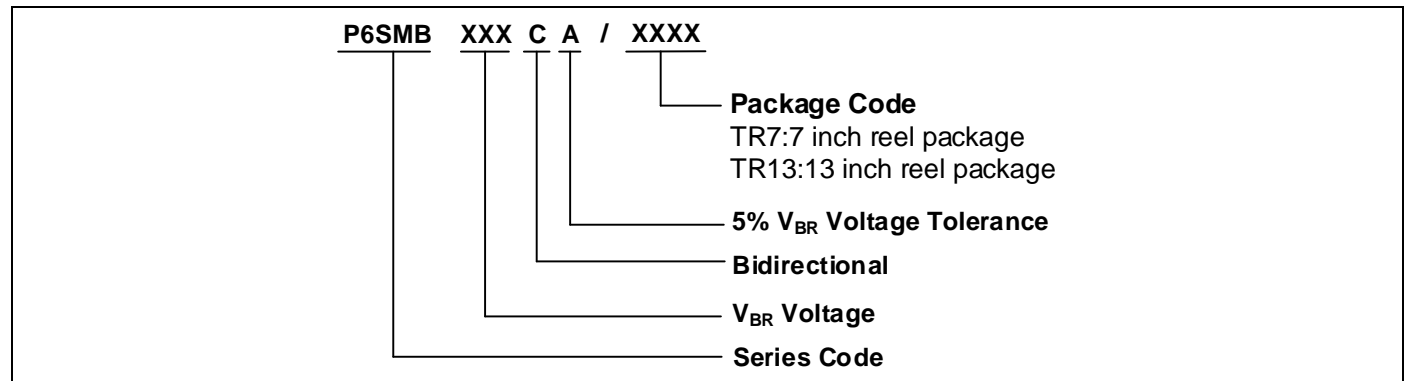 P6SMB XXX C A / XXXX
Package Code
TR7:7 inch reel package
TR13:13 inch reel package
5% VBR Voltage Tolerance
Bidirectional
VBR Voltage
Series Code